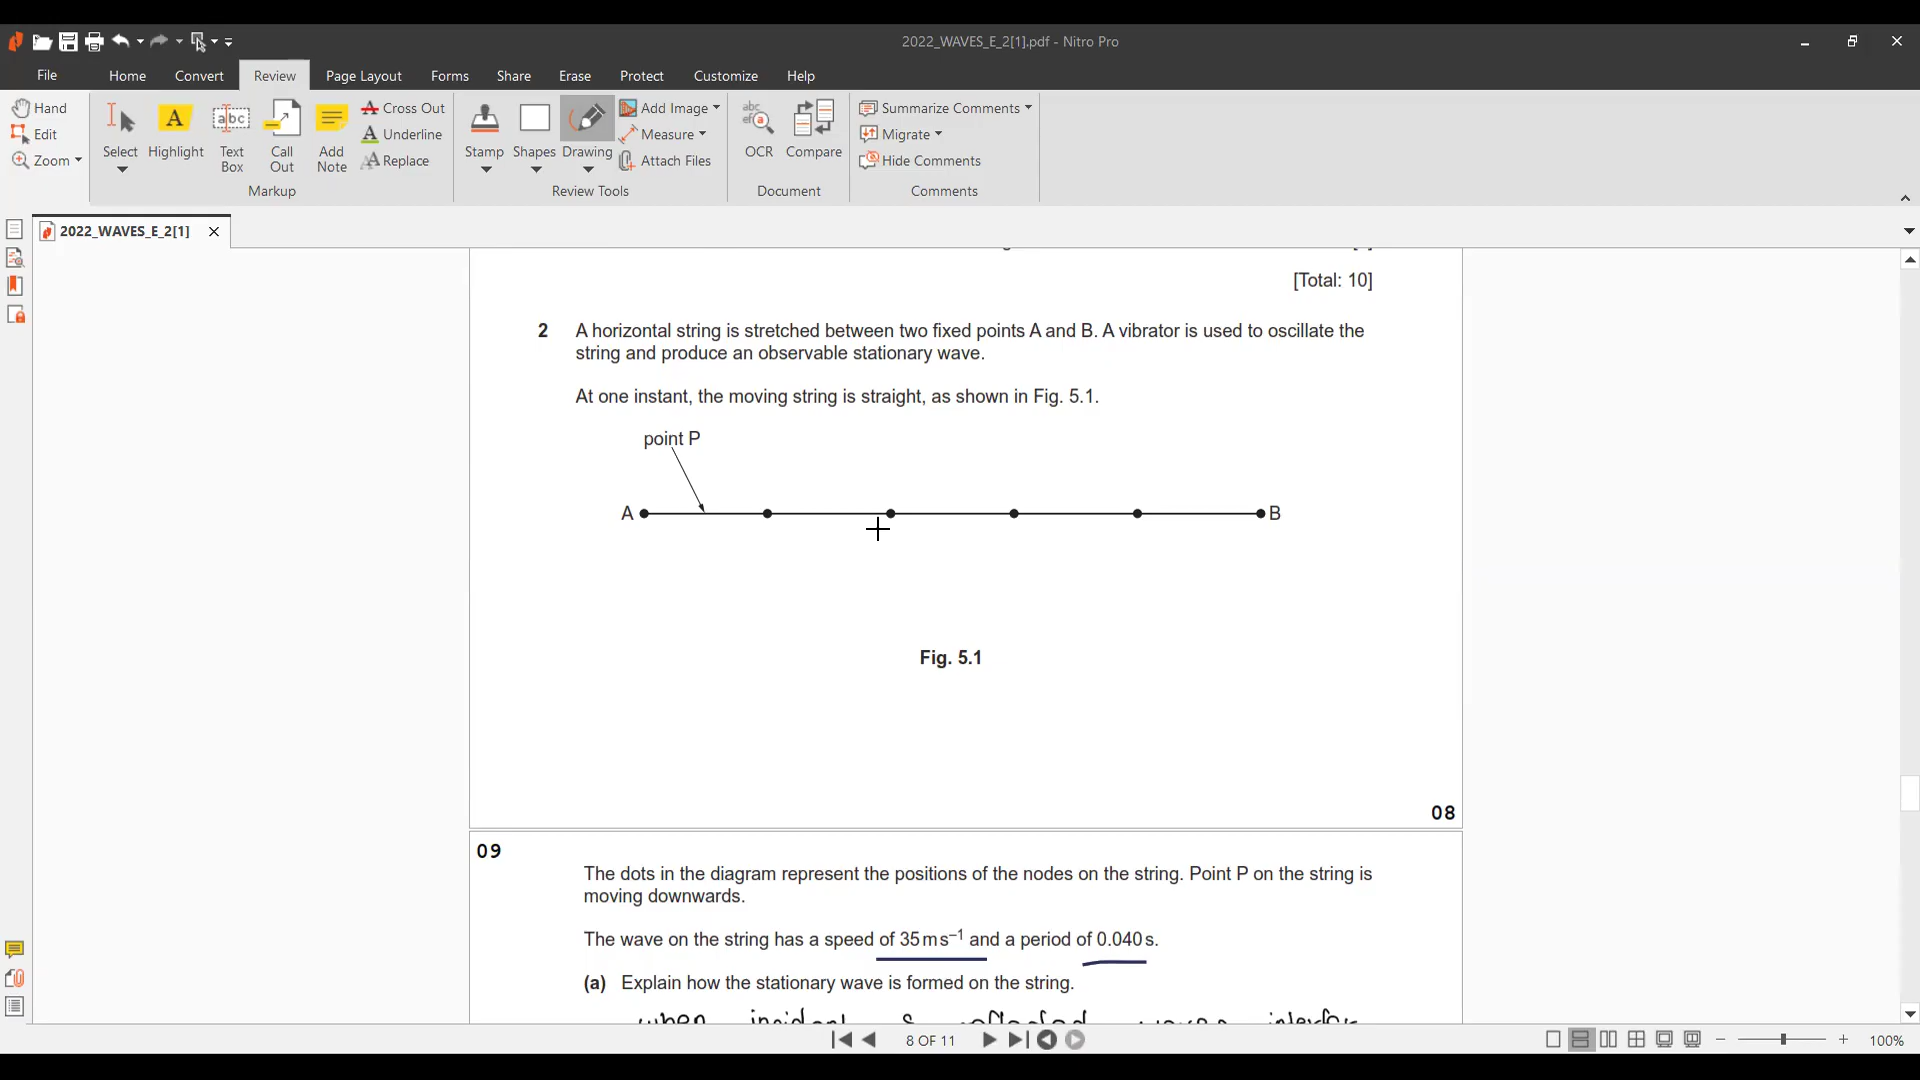 2022_WAVES_E_2[1].pdf - Nitro Pro
File Home Convert Review Page Layout Forms Share Erase Protect Customize Help
Hand
Edit
Zoom
Select
Highlight
Text Box
Call Out
Add Note
Cross Out
Underline
Replace
Markup
Stamp
Shapes
Drawing
Add Image
Measure
Attach Files
Review Tools
OCR
Compare
Document
Summarize Comments
Migrate
Hide Comments
Comments
2022_WAVES_E_2[1]
[Total: 10]
2 A horizontal string is stretched between two fixed points A and B. A vibrator is used to oscillate the
string and produce an observable stationary wave.
At one instant, the moving string is straight, as shown in Fig. 5.1.
point P
A B
Fig. 5.1
08
09
The dots in the diagram represent the positions of the nodes on the string. Point P on the string is
moving downwards.
The wave on the string has a speed of 35 m s⁻¹ and a period of 0.040 s.
(a) Explain how the stationary wave is formed on the string.
when incident & reflected waves
8 OF 11
100%